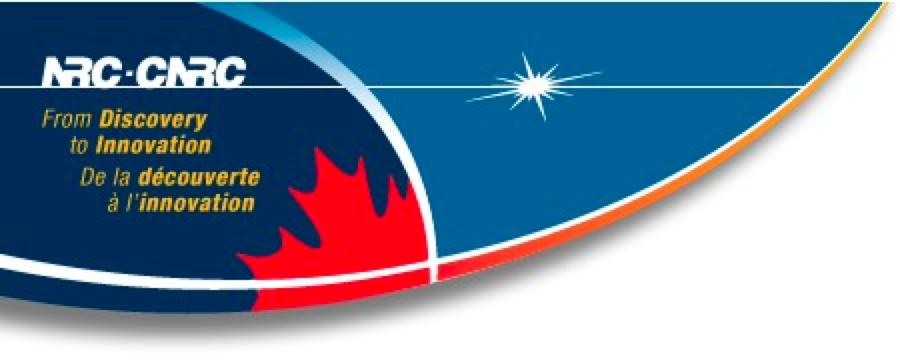 NRC·CNRC
From Discovery
to Innovation
De la découverte
à l'innovation